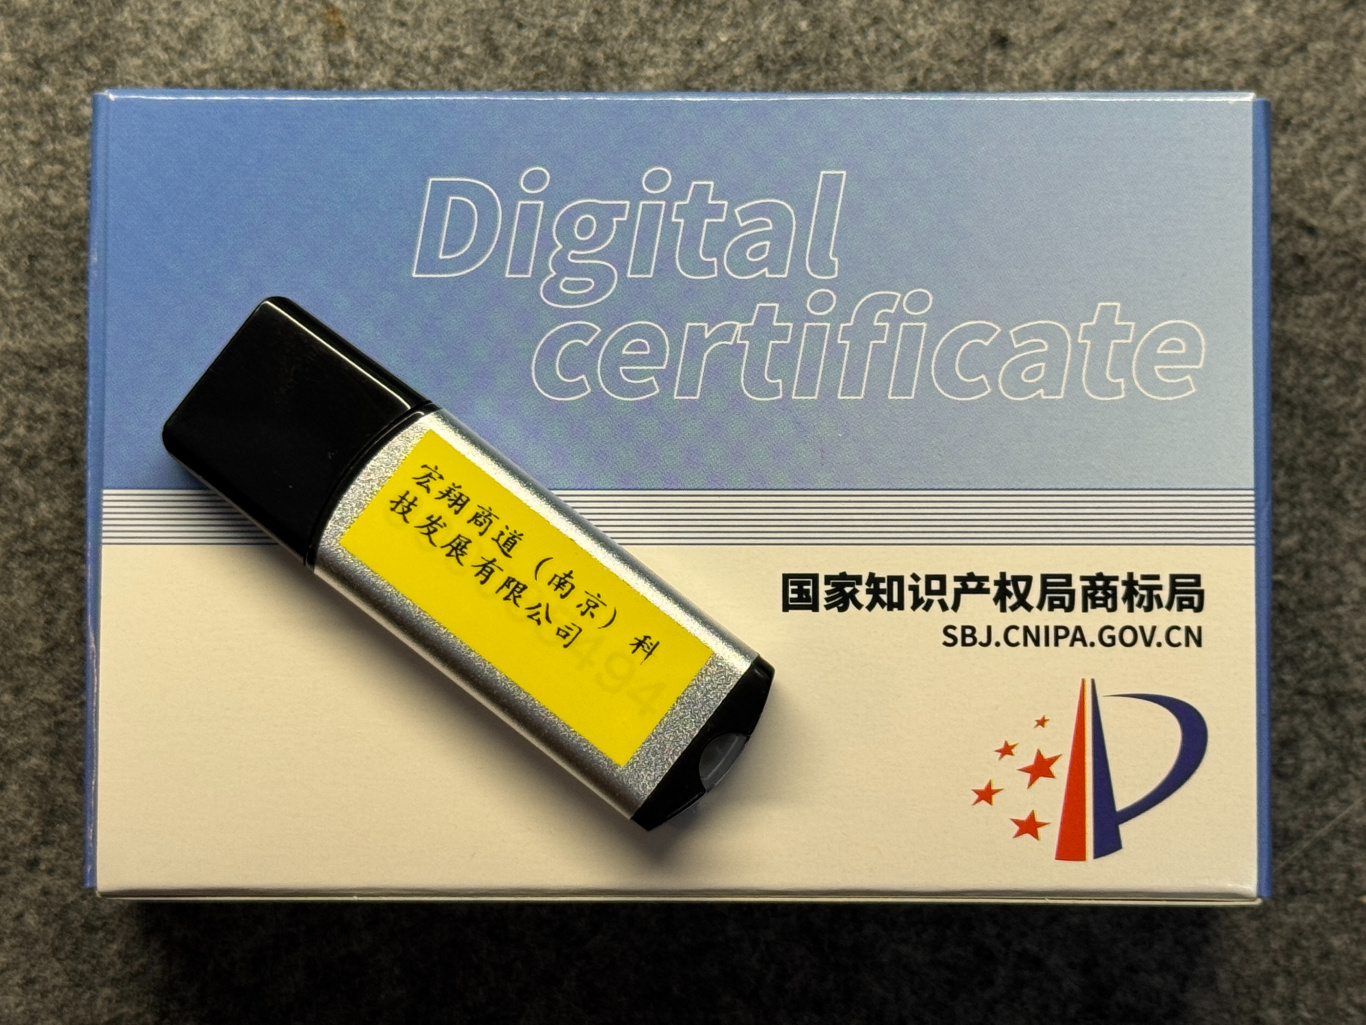 Digital
certificate
宏翔商道（南京）科
技发展有限公司
国家知识产权局商标局
SBJ.CNIPA.GOV.CN